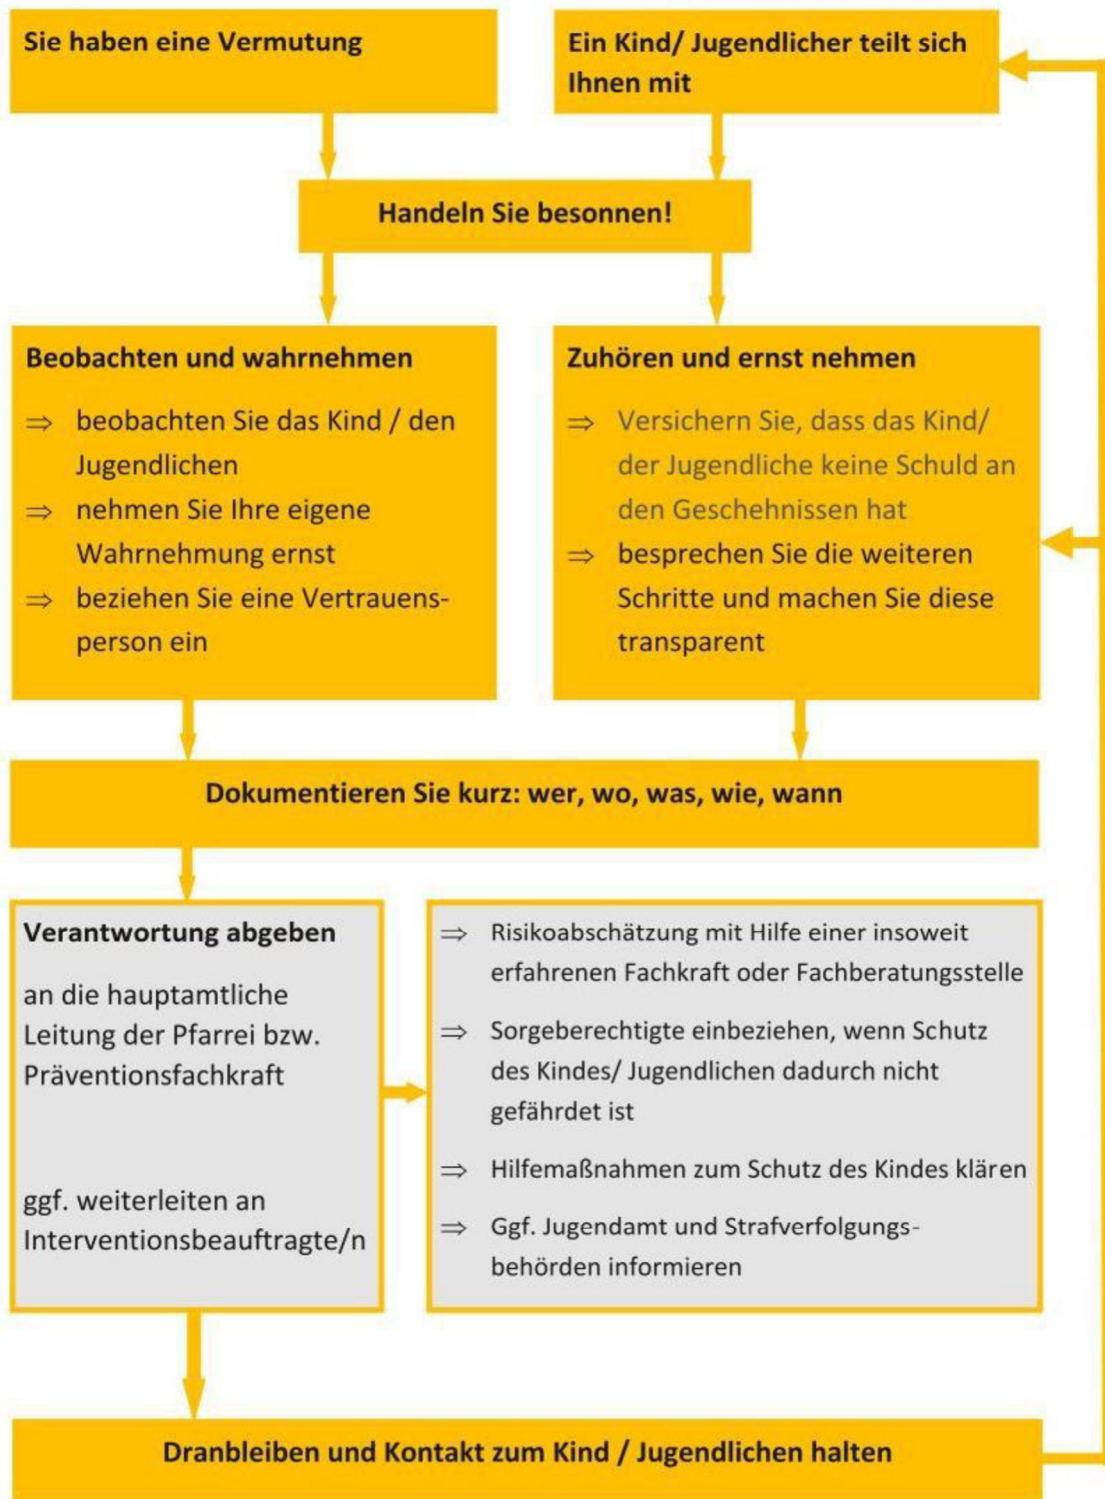 Sie haben eine Vermutung
Ein Kind/ Jugendlicher teilt sich
Ihnen mit
Handeln Sie besonnen!
Beobachten und wahrnehmen
⇒ beobachten Sie das Kind / den
Jugendlichen
⇒ nehmen Sie Ihre eigene
Wahrnehmung ernst
⇒ beziehen Sie eine Vertrauens-
person ein
Zuhören und ernst nehmen
⇒ Versichern Sie, dass das Kind/
der Jugendliche keine Schuld an
den Geschehnissen hat
⇒ besprechen Sie die weiteren
Schritte und machen Sie diese
transparent
Dokumentieren Sie kurz: wer, wo, was, wie, wann
Verantwortung abgeben
an die hauptamtliche
Leitung der Pfarrei bzw.
Präventionsfachkraft
ggf. weiterleiten an
Interventionsbeauftragte/n
⇒ Risikoabschätzung mit Hilfe einer insoweit
erfahrenen Fachkraft oder Fachberatungsstelle
⇒ Sorgeberechtigte einbeziehen, wenn Schutz
des Kindes/ Jugendlichen dadurch nicht
gefährdet ist
⇒ Hilfemaßnahmen zum Schutz des Kindes klären
⇒ Ggf. Jugendamt und Strafverfolgungs-
behörden informieren
Dranbleiben und Kontakt zum Kind / Jugendlichen halten